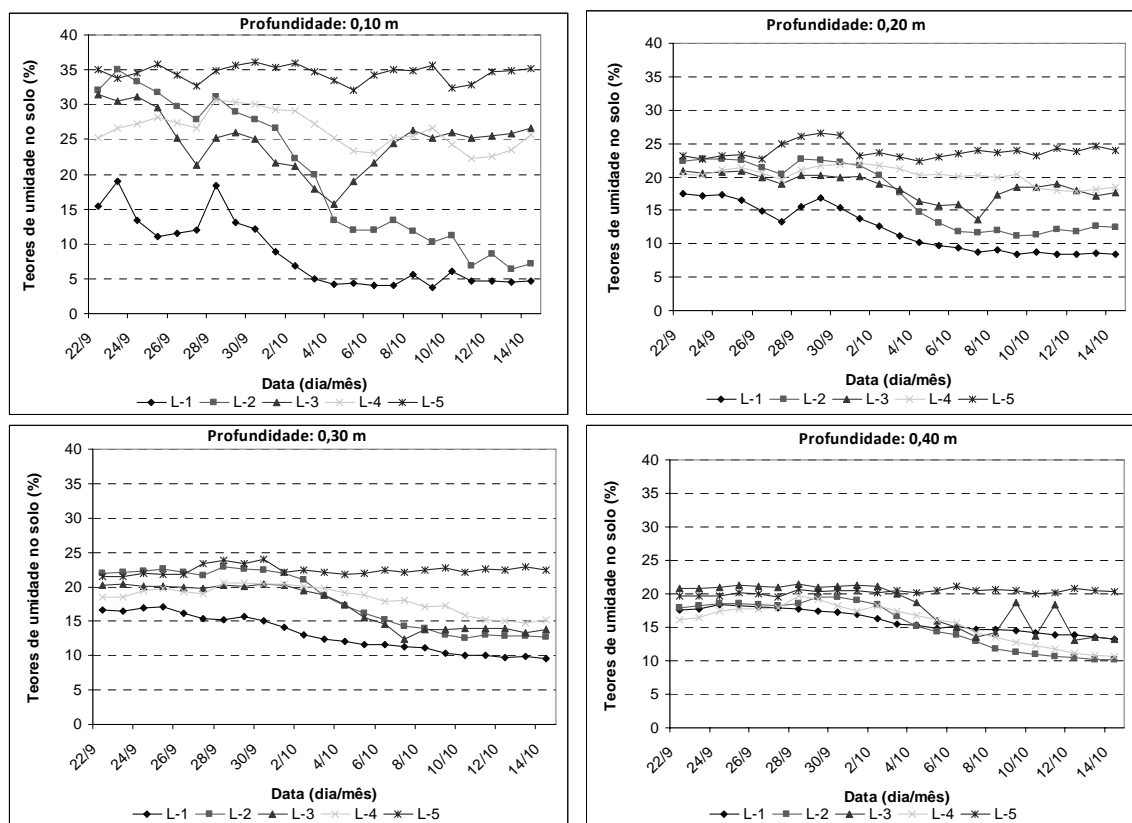 Profundidade: 0,10 m
Teores de umidade no solo (%)
40
35
30
25
20
15
10
5
0
22/9 24/9 26/9 28/9 30/9 2/10 4/10 6/10 8/10 10/10 12/10 14/10
Data (dia/mês)
L-1 L-2 L-3 L-4 L-5
Profundidade: 0,20 m
Teores de umidade no solo (%)
40
35
30
25
20
15
10
5
0
22/9 24/9 26/9 28/9 30/9 2/10 4/10 6/10 8/10 10/10 12/10 14/10
Data (dia/mês)
L-1 L-2 L-3 L-4 L-5
Profundidade: 0,30 m
Teores de umidade no solo (%)
40
35
30
25
20
15
10
5
0
22/9 24/9 26/9 28/9 30/9 2/10 4/10 6/10 8/10 10/10 12/10 14/10
Data (dia/mês)
L-1 L-2 L-3 L-4 L-5
Profundidade: 0,40 m
Teores de umidade no solo (%)
40
35
30
25
20
15
10
5
0
22/9 24/9 26/9 28/9 30/9 2/10 4/10 6/10 8/10 10/10 12/10 14/10
Data (dia/mês)
L-1 L-2 L-3 L-4 L-5